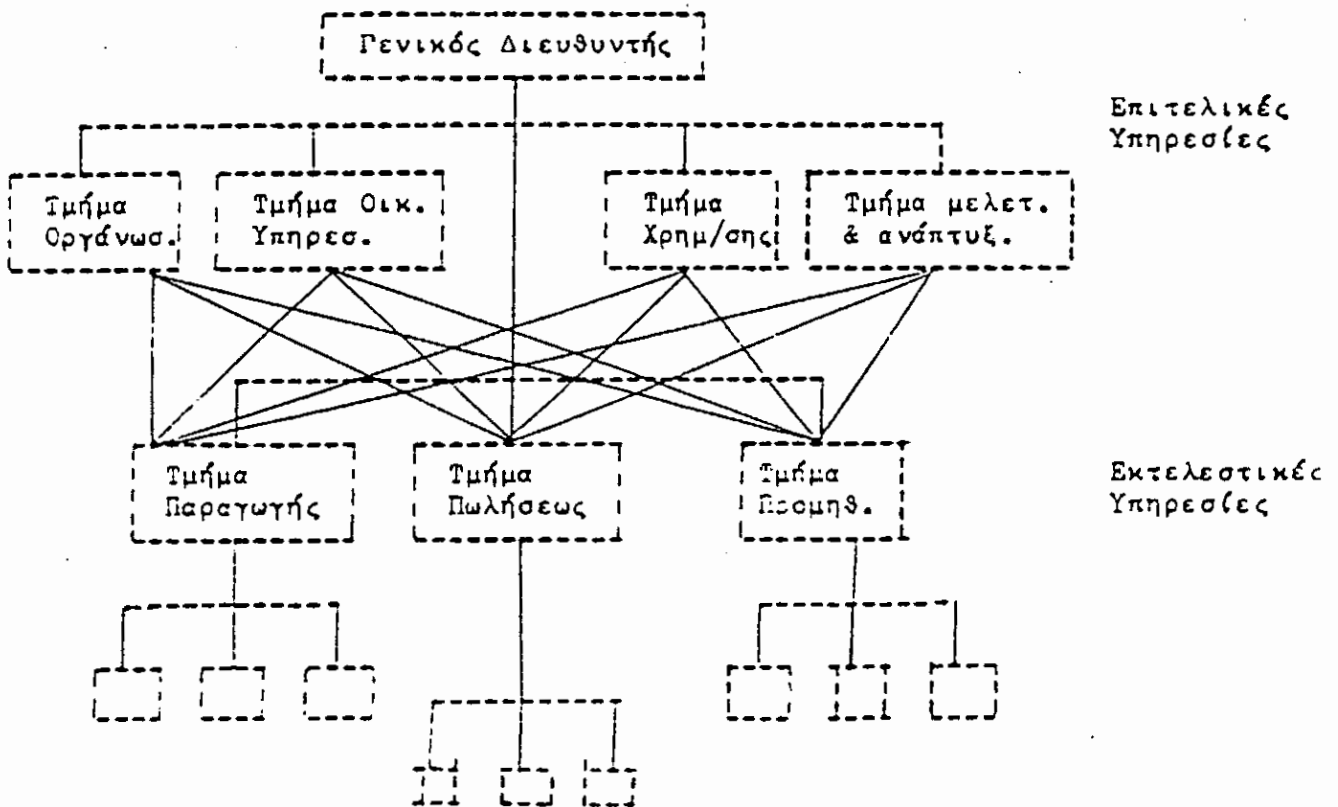 Γενικός Διευθυντής
Επιτελικές
Υπηρεσίες
Τμήμα
Οργάνωσ.
Τμήμα Οικ.
Υπηρεσ.
Τμήμα
Χρημ/σης
Τμήμα μελετ.
& ανάπτυξ.
Τμήμα
Παραγωγής
Τμήμα
Πωλήσεως
Τμήμα
Προμηθ.
Εκτελεστικές
Υπηρεσίες